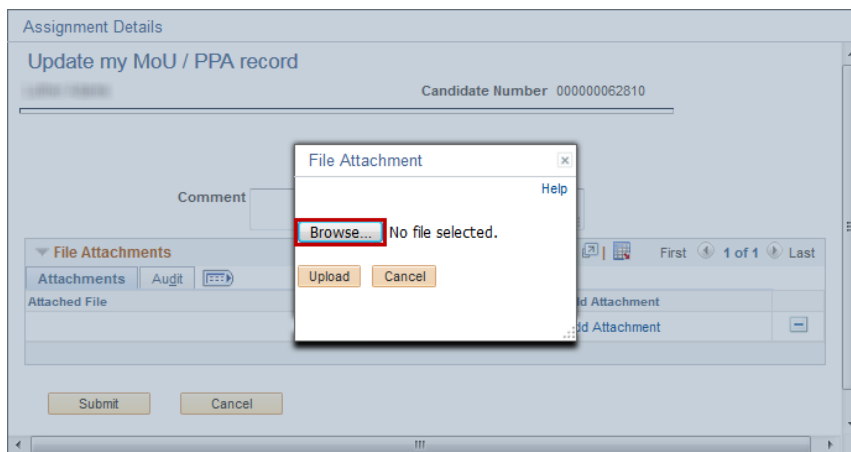 Assignment Details
Update my MoU / PPA record
Candidate Number 000000062810
File Attachment
Help
Comment
Browse... No file selected.
File Attachments
First 1 of 1 Last
Attachments Audit
Upload Cancel
Attached File
dd Attachment
dd Attachment
Submit Cancel